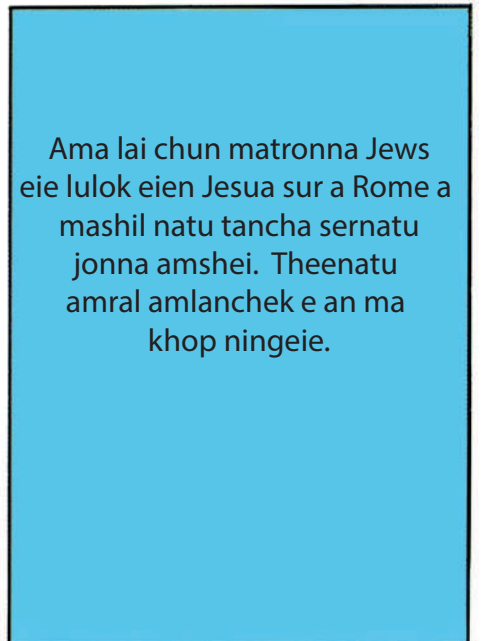 Ama lai chun matronna Jews
eie lulok eien Jesua sur a Rome a
mashil natu tancha sernatu
jonna amshei. Theenatu
amral amlanchek e an ma
khop ningeie.